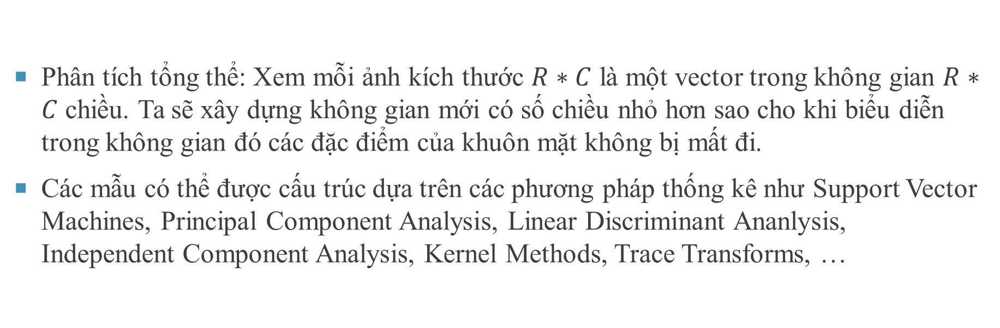 ▪ Phân tích tổng thể: Xem mỗi ảnh kích thước R ∗ C là một vector trong không gian R ∗
C chiều. Ta sẽ xây dựng không gian mới có số chiều nhỏ hơn sao cho khi biểu diễn
trong không gian đó các đặc điểm của khuôn mặt không bị mất đi.
▪ Các mẫu có thể được cấu trúc dựa trên các phương pháp thống kê như Support Vector
Machines, Principal Component Analysis, Linear Discriminant Ananlysis,
Independent Component Analysis, Kernel Methods, Trace Transforms, …